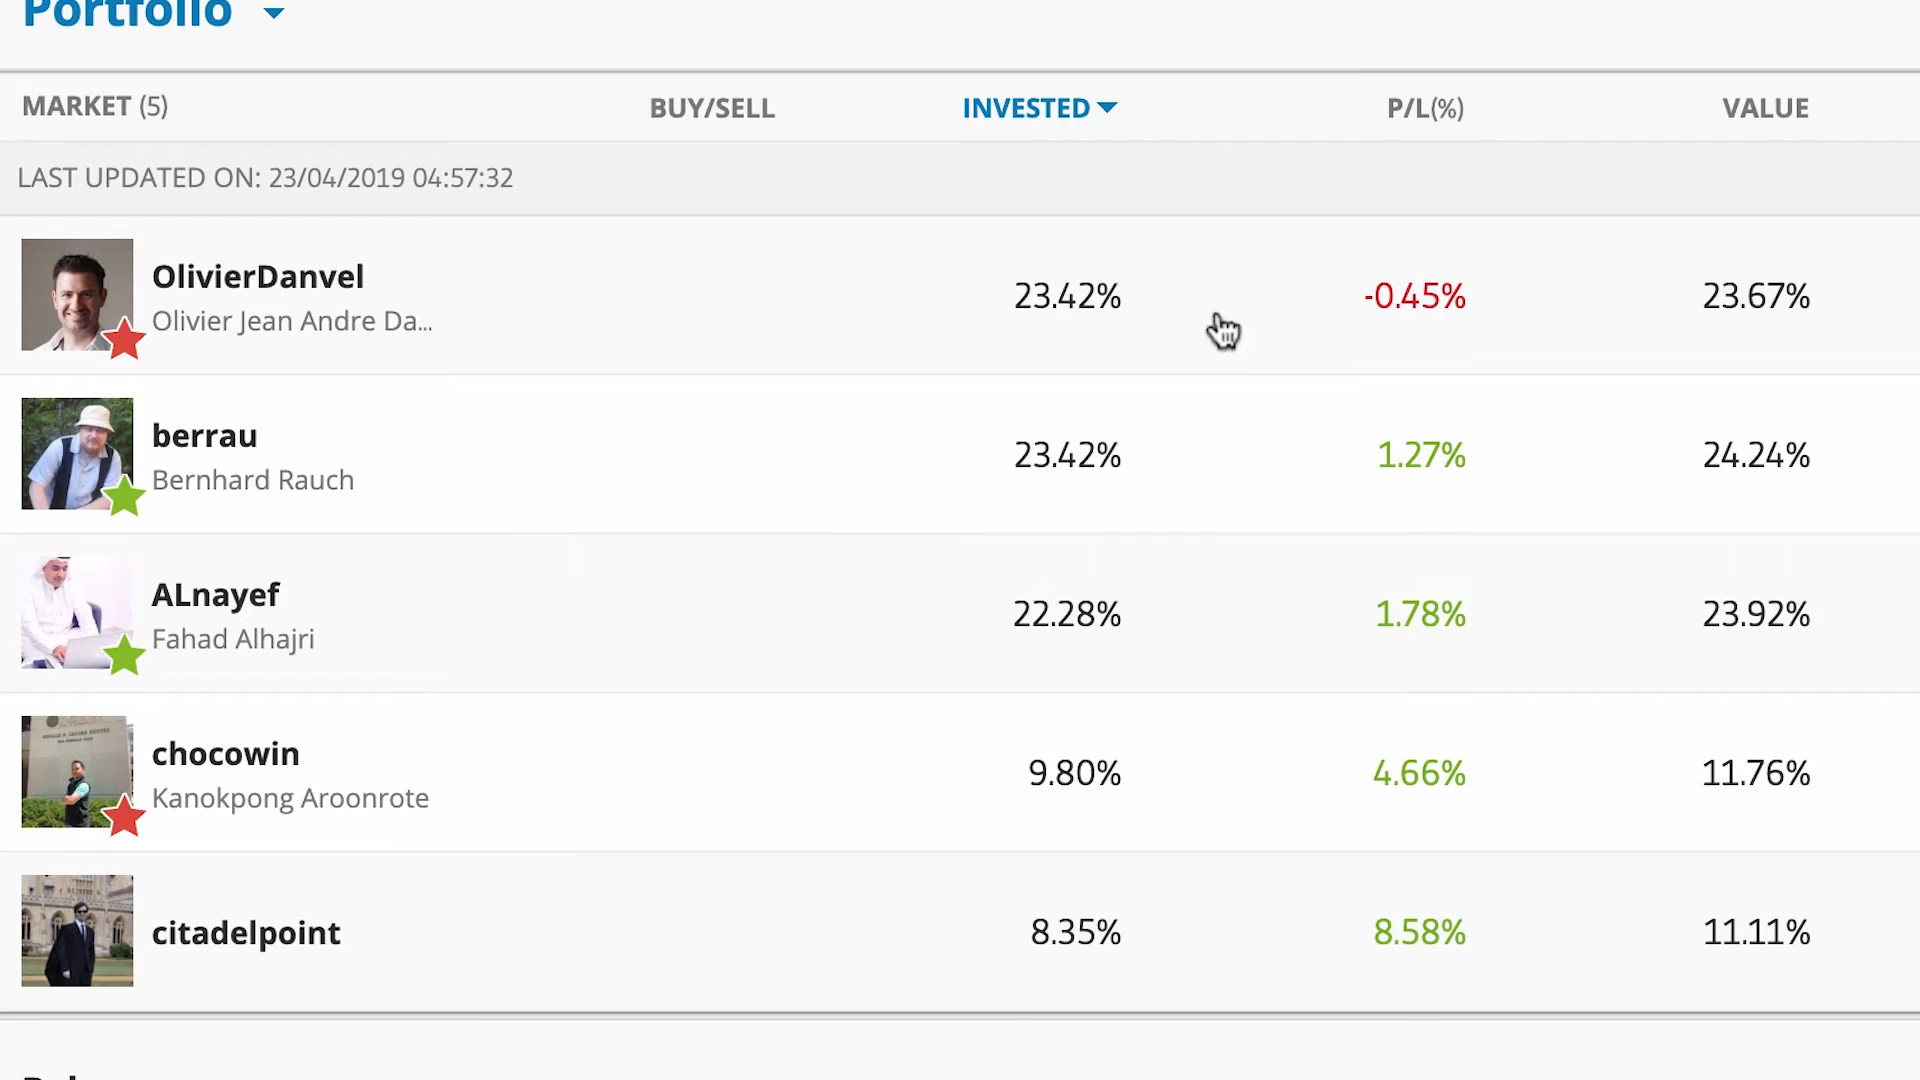 Portfolio
MARKET (5) BUY/SELL INVESTED P/L(%) VALUE
LAST UPDATED ON: 23/04/2019 04:57:32
OlivierDanvel
Olivier Jean Andre Da...
23.42% -0.45% 23.67%
berrau
Bernhard Rauch
23.42% 1.27% 24.24%
ALnayef
Fahad Alhajri
22.28% 1.78% 23.92%
chocowin
Kanokpong Aroonrote
9.80% 4.66% 11.76%
citadelpoint
8.35% 8.58% 11.11%